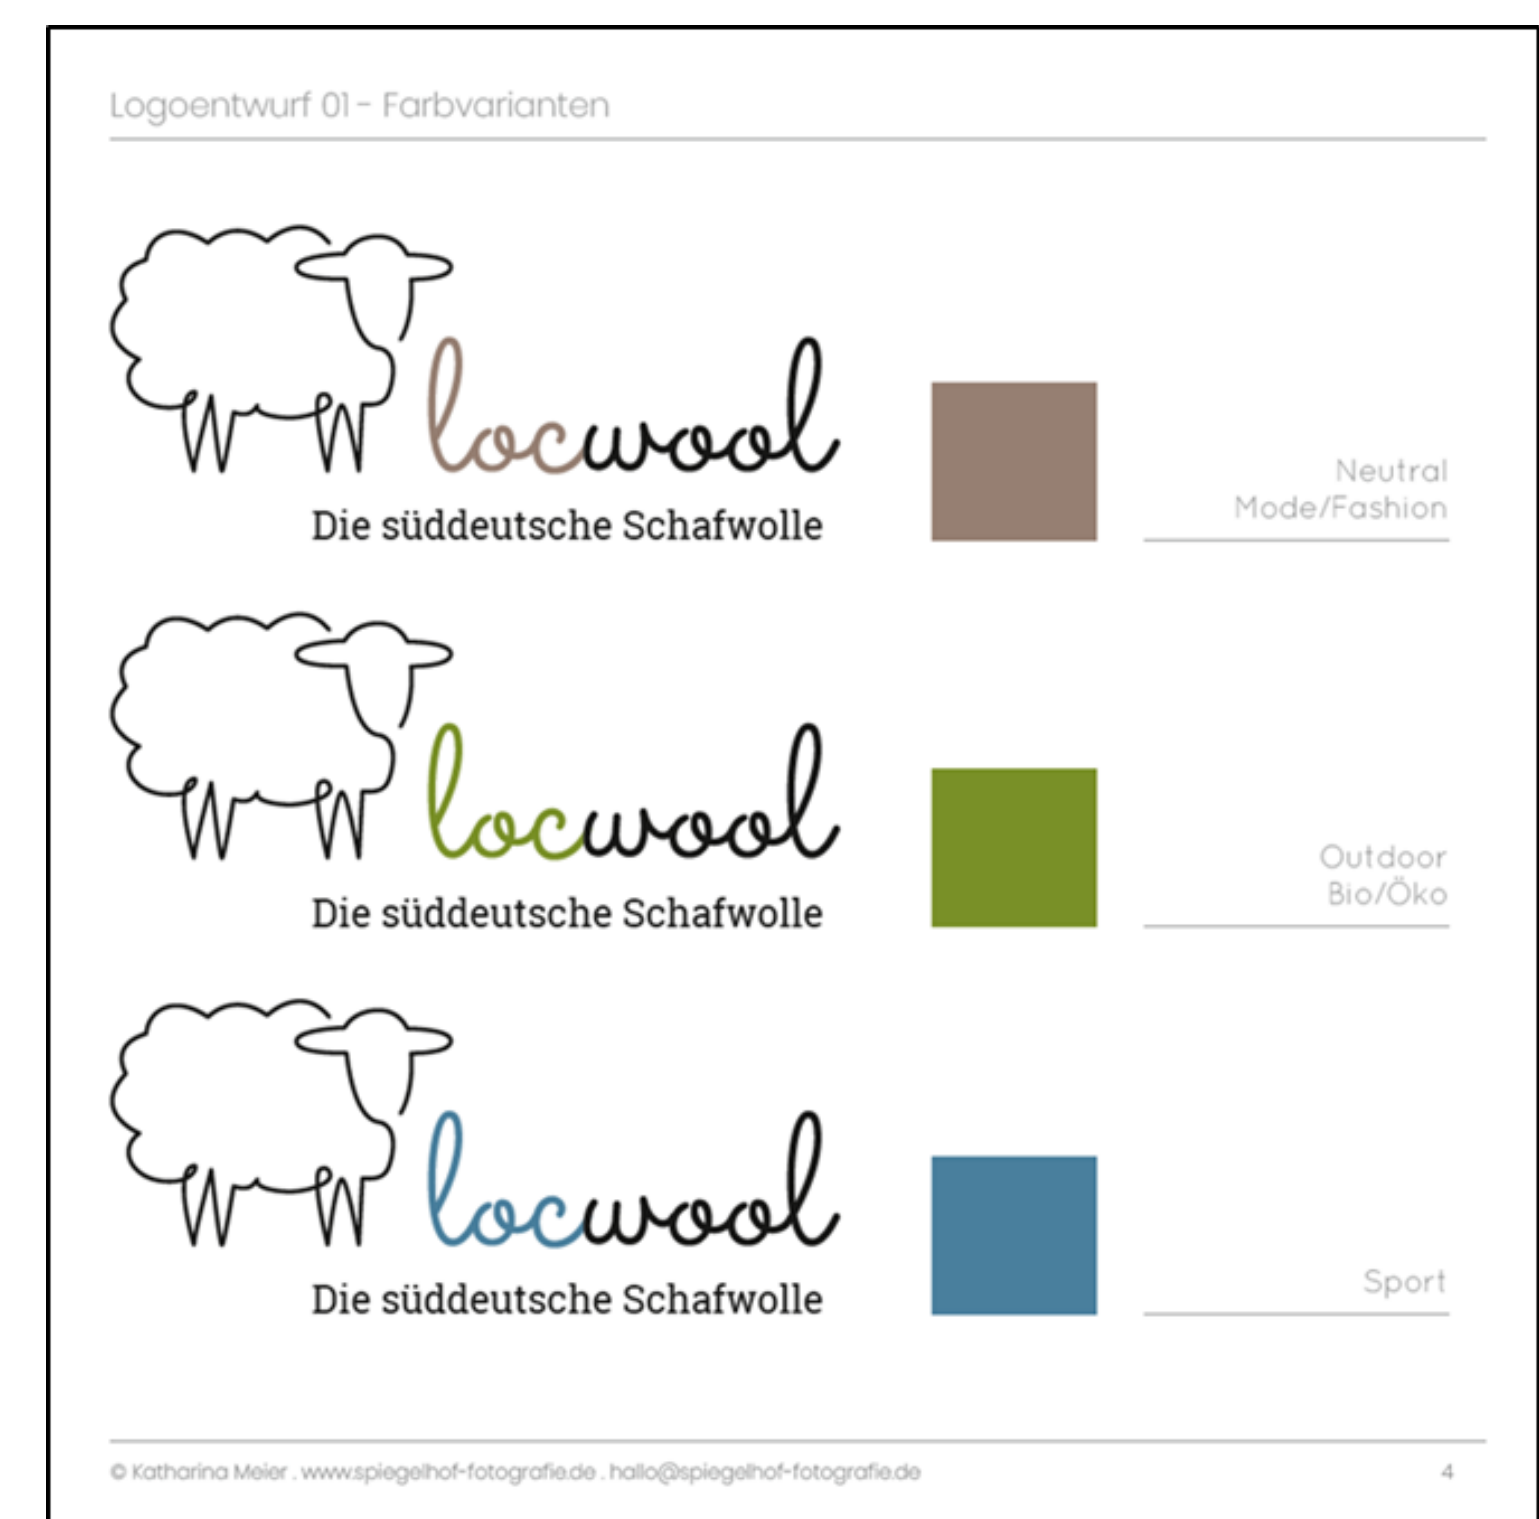 Logoentwurf 01 - Farbvarianten
locwool
Die süddeutsche Schafwolle
Neutral
Mode/Fashion
locwool
Die süddeutsche Schafwolle
Outdoor
Bio/Öko
locwool
Die süddeutsche Schafwolle
Sport
© Katharina Meier . www.spiegelhof-fotografie.de . hallo@spiegelhof-fotografie.de 4